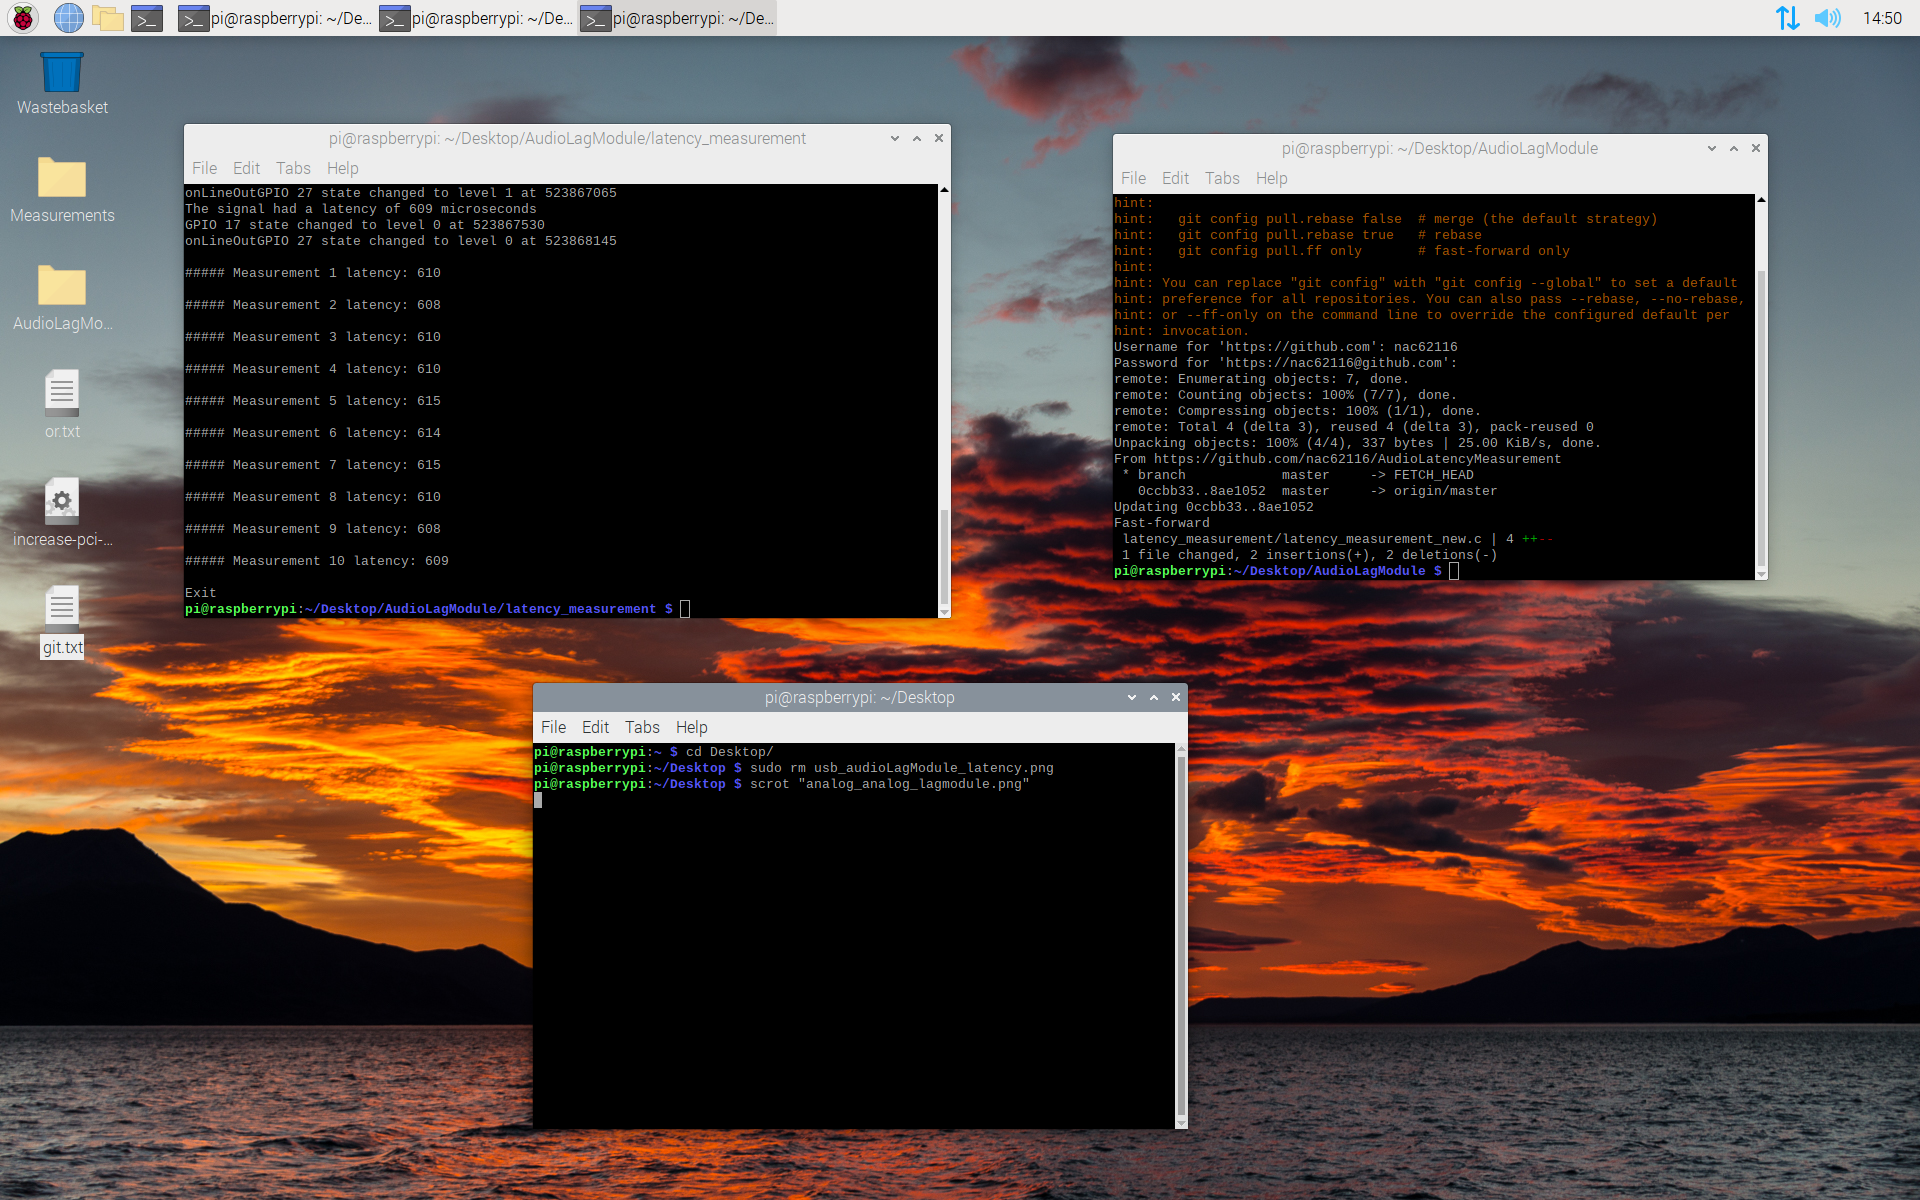 pi@raspberrypi: ~/De...
pi@raspberrypi: ~/De...
pi@raspberrypi: ~/De...
14:50
Wastebasket
Measurements
AudioLagMo...
or.txt
increase-pci-...
git.txt
pi@raspberrypi: ~/Desktop/AudioLagModule/latency_measurement
File Edit Tabs Help
onLineOutGPIO 27 state changed to level 1 at 523867065
The signal had a latency of 609 microseconds
GPIO 17 state changed to level 0 at 523867530
onLineOutGPIO 27 state changed to level 0 at 523868145
##### Measurement 1 latency: 610
##### Measurement 2 latency: 608
##### Measurement 3 latency: 610
##### Measurement 4 latency: 610
##### Measurement 5 latency: 615
##### Measurement 6 latency: 614
##### Measurement 7 latency: 615
##### Measurement 8 latency: 610
##### Measurement 9 latency: 608
##### Measurement 10 latency: 609
Exit
pi@raspberrypi:~/Desktop/AudioLagModule/latency_measurement $
pi@raspberrypi: ~/Desktop/AudioLagModule
File Edit Tabs Help
hint:
hint:   git config pull.rebase false  # merge (the default strategy)
hint:   git config pull.rebase true   # rebase
hint:   git config pull.ff only       # fast-forward only
hint:
hint: You can replace "git config" with "git config --global" to set a default
hint: preference for all repositories. You can also pass --rebase, --no-rebase,
hint: or --ff-only on the command line to override the configured default per
hint: invocation.
Username for 'https://github.com': nac62116
Password for 'https://nac62116@github.com':
remote: Enumerating objects: 7, done.
remote: Counting objects: 100% (7/7), done.
remote: Compressing objects: 100% (1/1), done.
remote: Total 4 (delta 3), reused 4 (delta 3), pack-reused 0
Unpacking objects: 100% (4/4), 337 bytes | 25.00 KiB/s, done.
From https://github.com/nac62116/AudioLatencyMeasurement
 * branch            master     -> FETCH_HEAD
   0ccbb33..8ae1052  master     -> origin/master
Updating 0ccbb33..8ae1052
Fast-forward
 latency_measurement/latency_measurement_new.c | 4 ++--
 1 file changed, 2 insertions(+), 2 deletions(-)
pi@raspberrypi:~/Desktop/AudioLagModule $
pi@raspberrypi: ~/Desktop
File Edit Tabs Help
pi@raspberrypi:~ $ cd Desktop/
pi@raspberrypi:~/Desktop $ sudo rm usb_audioLagModule_latency.png
pi@raspberrypi:~/Desktop $ scrot "analog_analog_lagmodule.png"